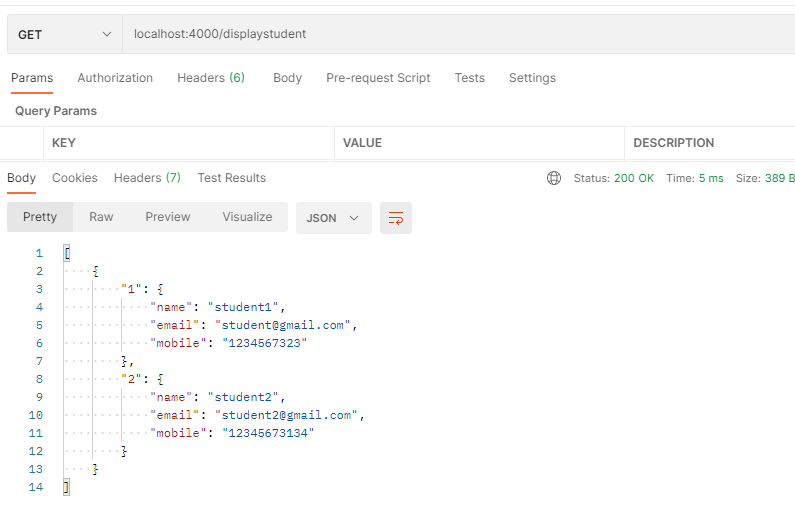 GET localhost:4000/displaystudent
Params Authorization Headers (6) Body Pre-request Script Tests Settings
Query Params
KEY VALUE DESCRIPTION
Body Cookies Headers (7) Test Results Status: 200 OK Time: 5 ms Size: 389 B
Pretty Raw Preview Visualize JSON
1 [
2 {
3 "1": {
4 "name": "student1",
5 "email": "student@gmail.com",
6 "mobile": "1234567323"
7 },
8 "2": {
9 "name": "student2",
10 "email": "student2@gmail.com",
11 "mobile": "12345673134"
12 }
13 }
14 ]